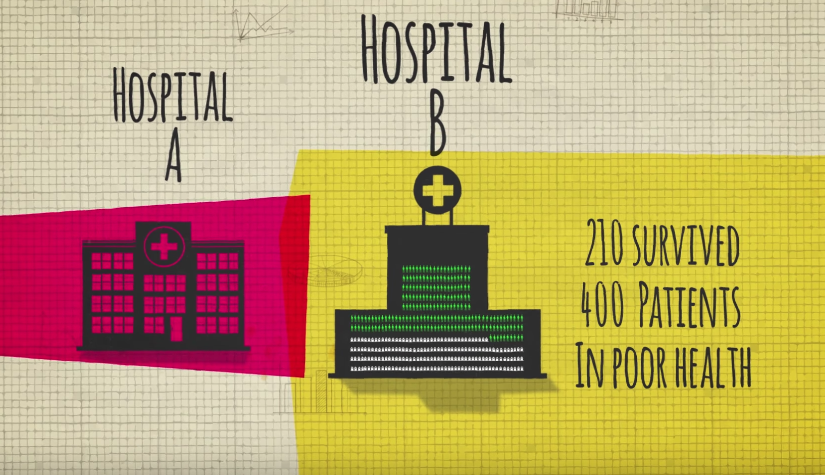 Hospital
A
Hospital
B
210 survived
400 Patients
In poor health